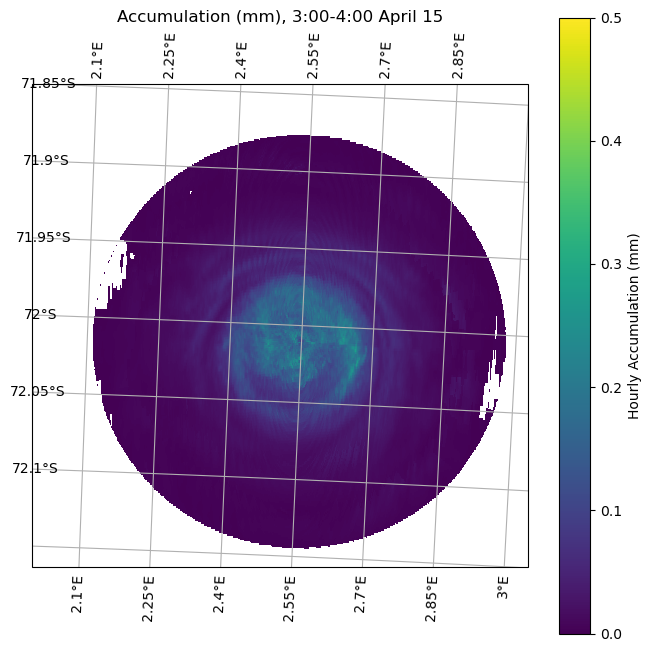 Accumulation (mm), 3:00-4:00 April 15
2.1°E 2.25°E 2.4°E 2.55°E 2.7°E 2.85°E
71.85°S
71.9°S
71.95°S
72°S
72.05°S
72.1°S
2.1°E 2.25°E 2.4°E 2.55°E 2.7°E 2.85°E 3°E
0.5
0.4
0.3
0.2
0.1
0.0
Hourly Accumulation (mm)